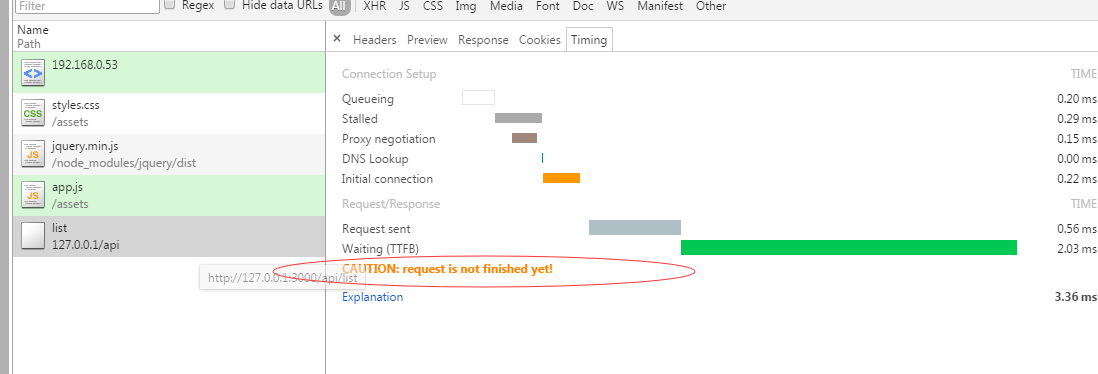 Filter
Regex
Hide data URLs
All XHR JS CSS Img Media Font Doc WS Manifest Other
Name
Path
192.168.0.53
<>
styles.css
/assets
CSS
jquery.min.js
/node_modules/jquery/dist
JS
app.js
/assets
JS
list
127.0.0.1/api
http://127.0.0.1:3000/api/list
× Headers Preview Response Cookies Timing
Connection Setup TIME
Queueing 0.20 ms
Stalled 0.29 ms
Proxy negotiation 0.15 ms
DNS Lookup 0.00 ms
Initial connection 0.22 ms
Request/Response TIME
Request sent 0.56 ms
Waiting (TTFB) 2.03 ms
CAUTION: request is not finished yet!
Explanation 3.36 ms